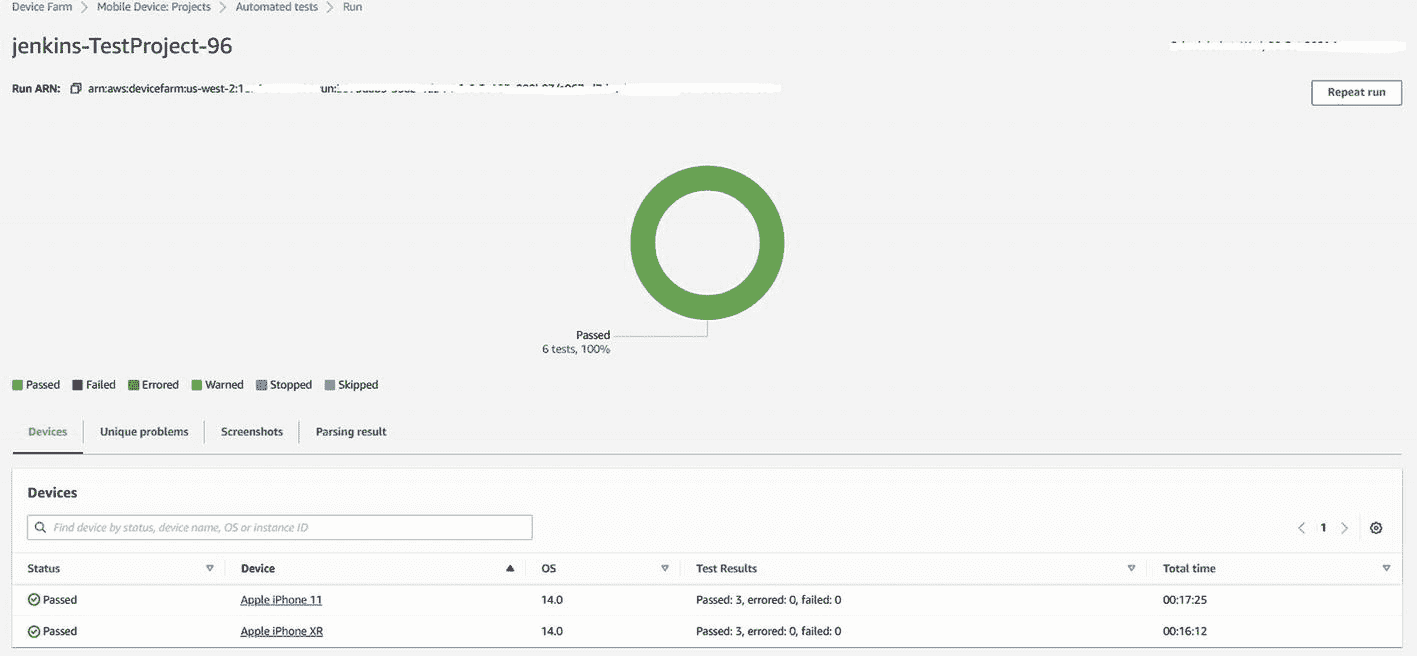 Device Farm > Mobile Device: Projects > Automated tests > Run
jenkins-TestProject-96
Run ARN: arn:aws:devicefarm:us-west-2:1
Repeat run
Passed
6 tests, 100%
Passed Failed Errored Warned Stopped Skipped
Devices Unique problems Screenshots Parsing result
Devices
Find device by status, device name, OS or instance ID
1
Status Device OS Test Results Total time
Passed Apple iPhone 11 14.0 Passed: 3, errored: 0, failed: 0 00:17:25
Passed Apple iPhone XR 14.0 Passed: 3, errored: 0, failed: 0 00:16:12